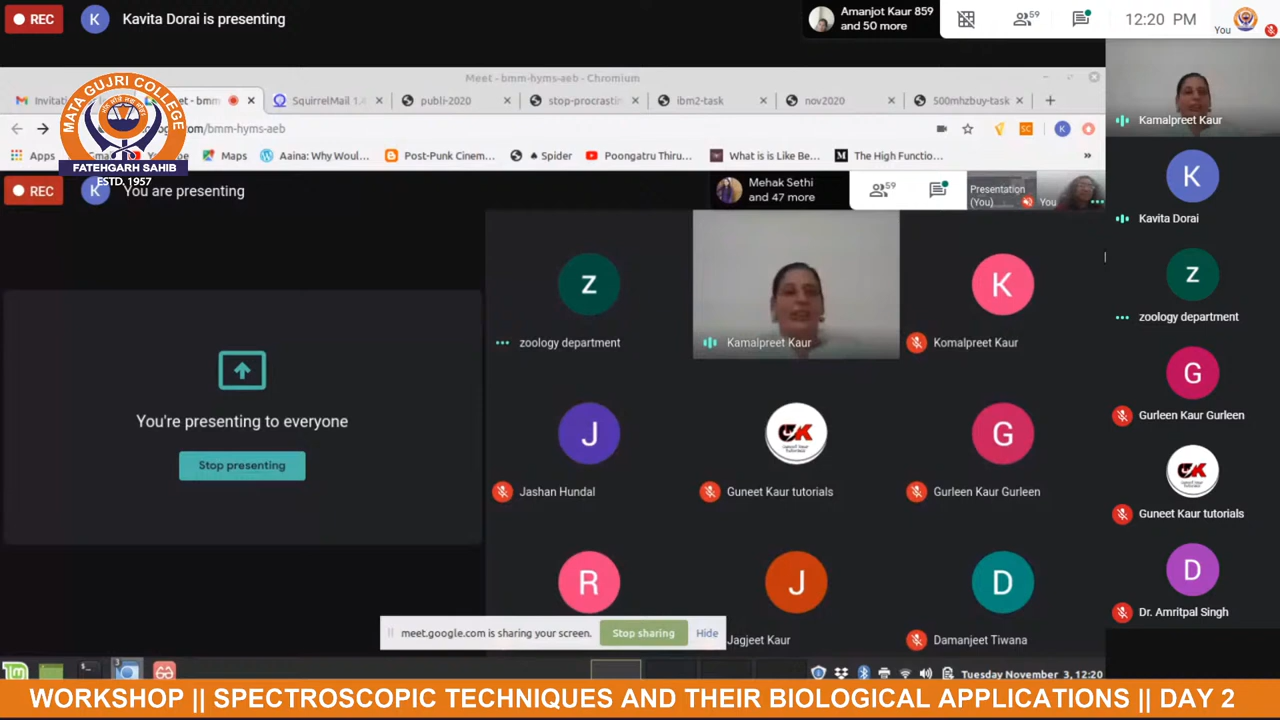 REC
K
Kavita Dorai is presenting
Amanjot Kaur 859
and 50 more
59
12:20 PM
You
Meet - bmm-hyms-aeb - Chromium
SquirrelMail 1.4
publi-2020
stop-procrastin
ibm2-task
nov2020
500mhzbuy-task
/bmm-hyms-aeb
SC
K
Apps
Maps
Aaina: Why Woul...
Post-Punk Cinem...
♠ Spider
Poongatru Thiru...
What is is Like Be...
The High Functio...
»
MATA GUJRI COLLEGE
FATEHGARH SAHIB
ESTD. 1957
REC
K
You are presenting
Mehak Sethi
and 47 more
59
Presentation
(You)
You
You're presenting to everyone
Stop presenting
z
zoology department
Kamalpreet Kaur
K
Komalpreet Kaur
J
Jashan Hundal
GK
Guneet Kaur tutorials
G
Gurleen Kaur Gurleen
R
J
Jagjeet Kaur
D
Damanjeet Tiwana
meet.google.com is sharing your screen.
Stop sharing
Hide
Kamalpreet Kaur
K
Kavita Dorai
z
zoology department
G
Gurleen Kaur Gurleen
GK
Guneet Kaur tutorials
D
Dr. Amritpal Singh
3
Tuesday November 3, 12:20
WORKSHOP || SPECTROSCOPIC TECHNIQUES AND THEIR BIOLOGICAL APPLICATIONS || DAY 2